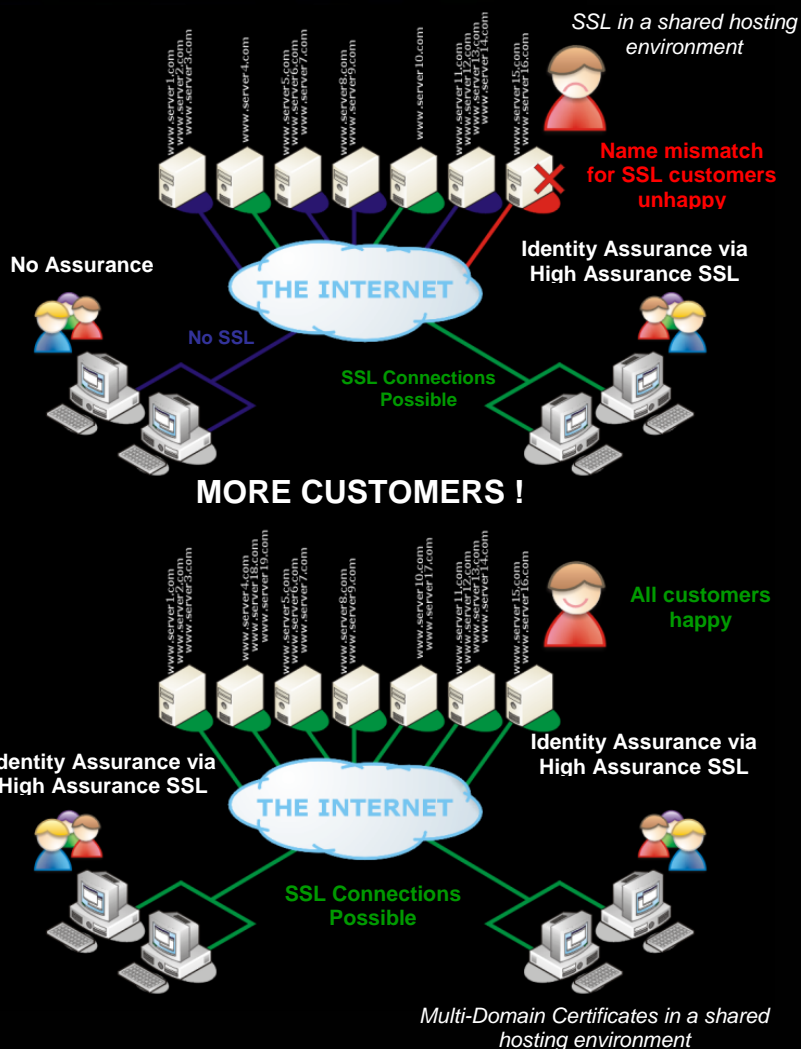 SSL in a shared hosting
environment
www.server1.com
www.server2.com
www.server3.com
www.server4.com
www.server5.com
www.server6.com
www.server7.com
www.server8.com
www.server9.com
www.server10.com
www.server11.com
www.server12.com
www.server13.com
www.server14.com
www.server15.com
www.server16.com
Name mismatch
for SSL customers
unhappy
No Assurance
Identity Assurance via
High Assurance SSL
THE INTERNET
No SSL
SSL Connections
Possible
MORE CUSTOMERS !
www.server1.com
www.server2.com
www.server3.com
www.server4.com
www.server18.com
www.server19.com
www.server5.com
www.server6.com
www.server7.com
www.server8.com
www.server9.com
www.server10.com
www.server17.com
www.server11.com
www.server12.com
www.server13.com
www.server14.com
www.server15.com
www.server16.com
All customers
happy
dentity Assurance via
High Assurance SSL
Identity Assurance via
High Assurance SSL
THE INTERNET
SSL Connections
Possible
Multi-Domain Certificates in a shared
hosting environment